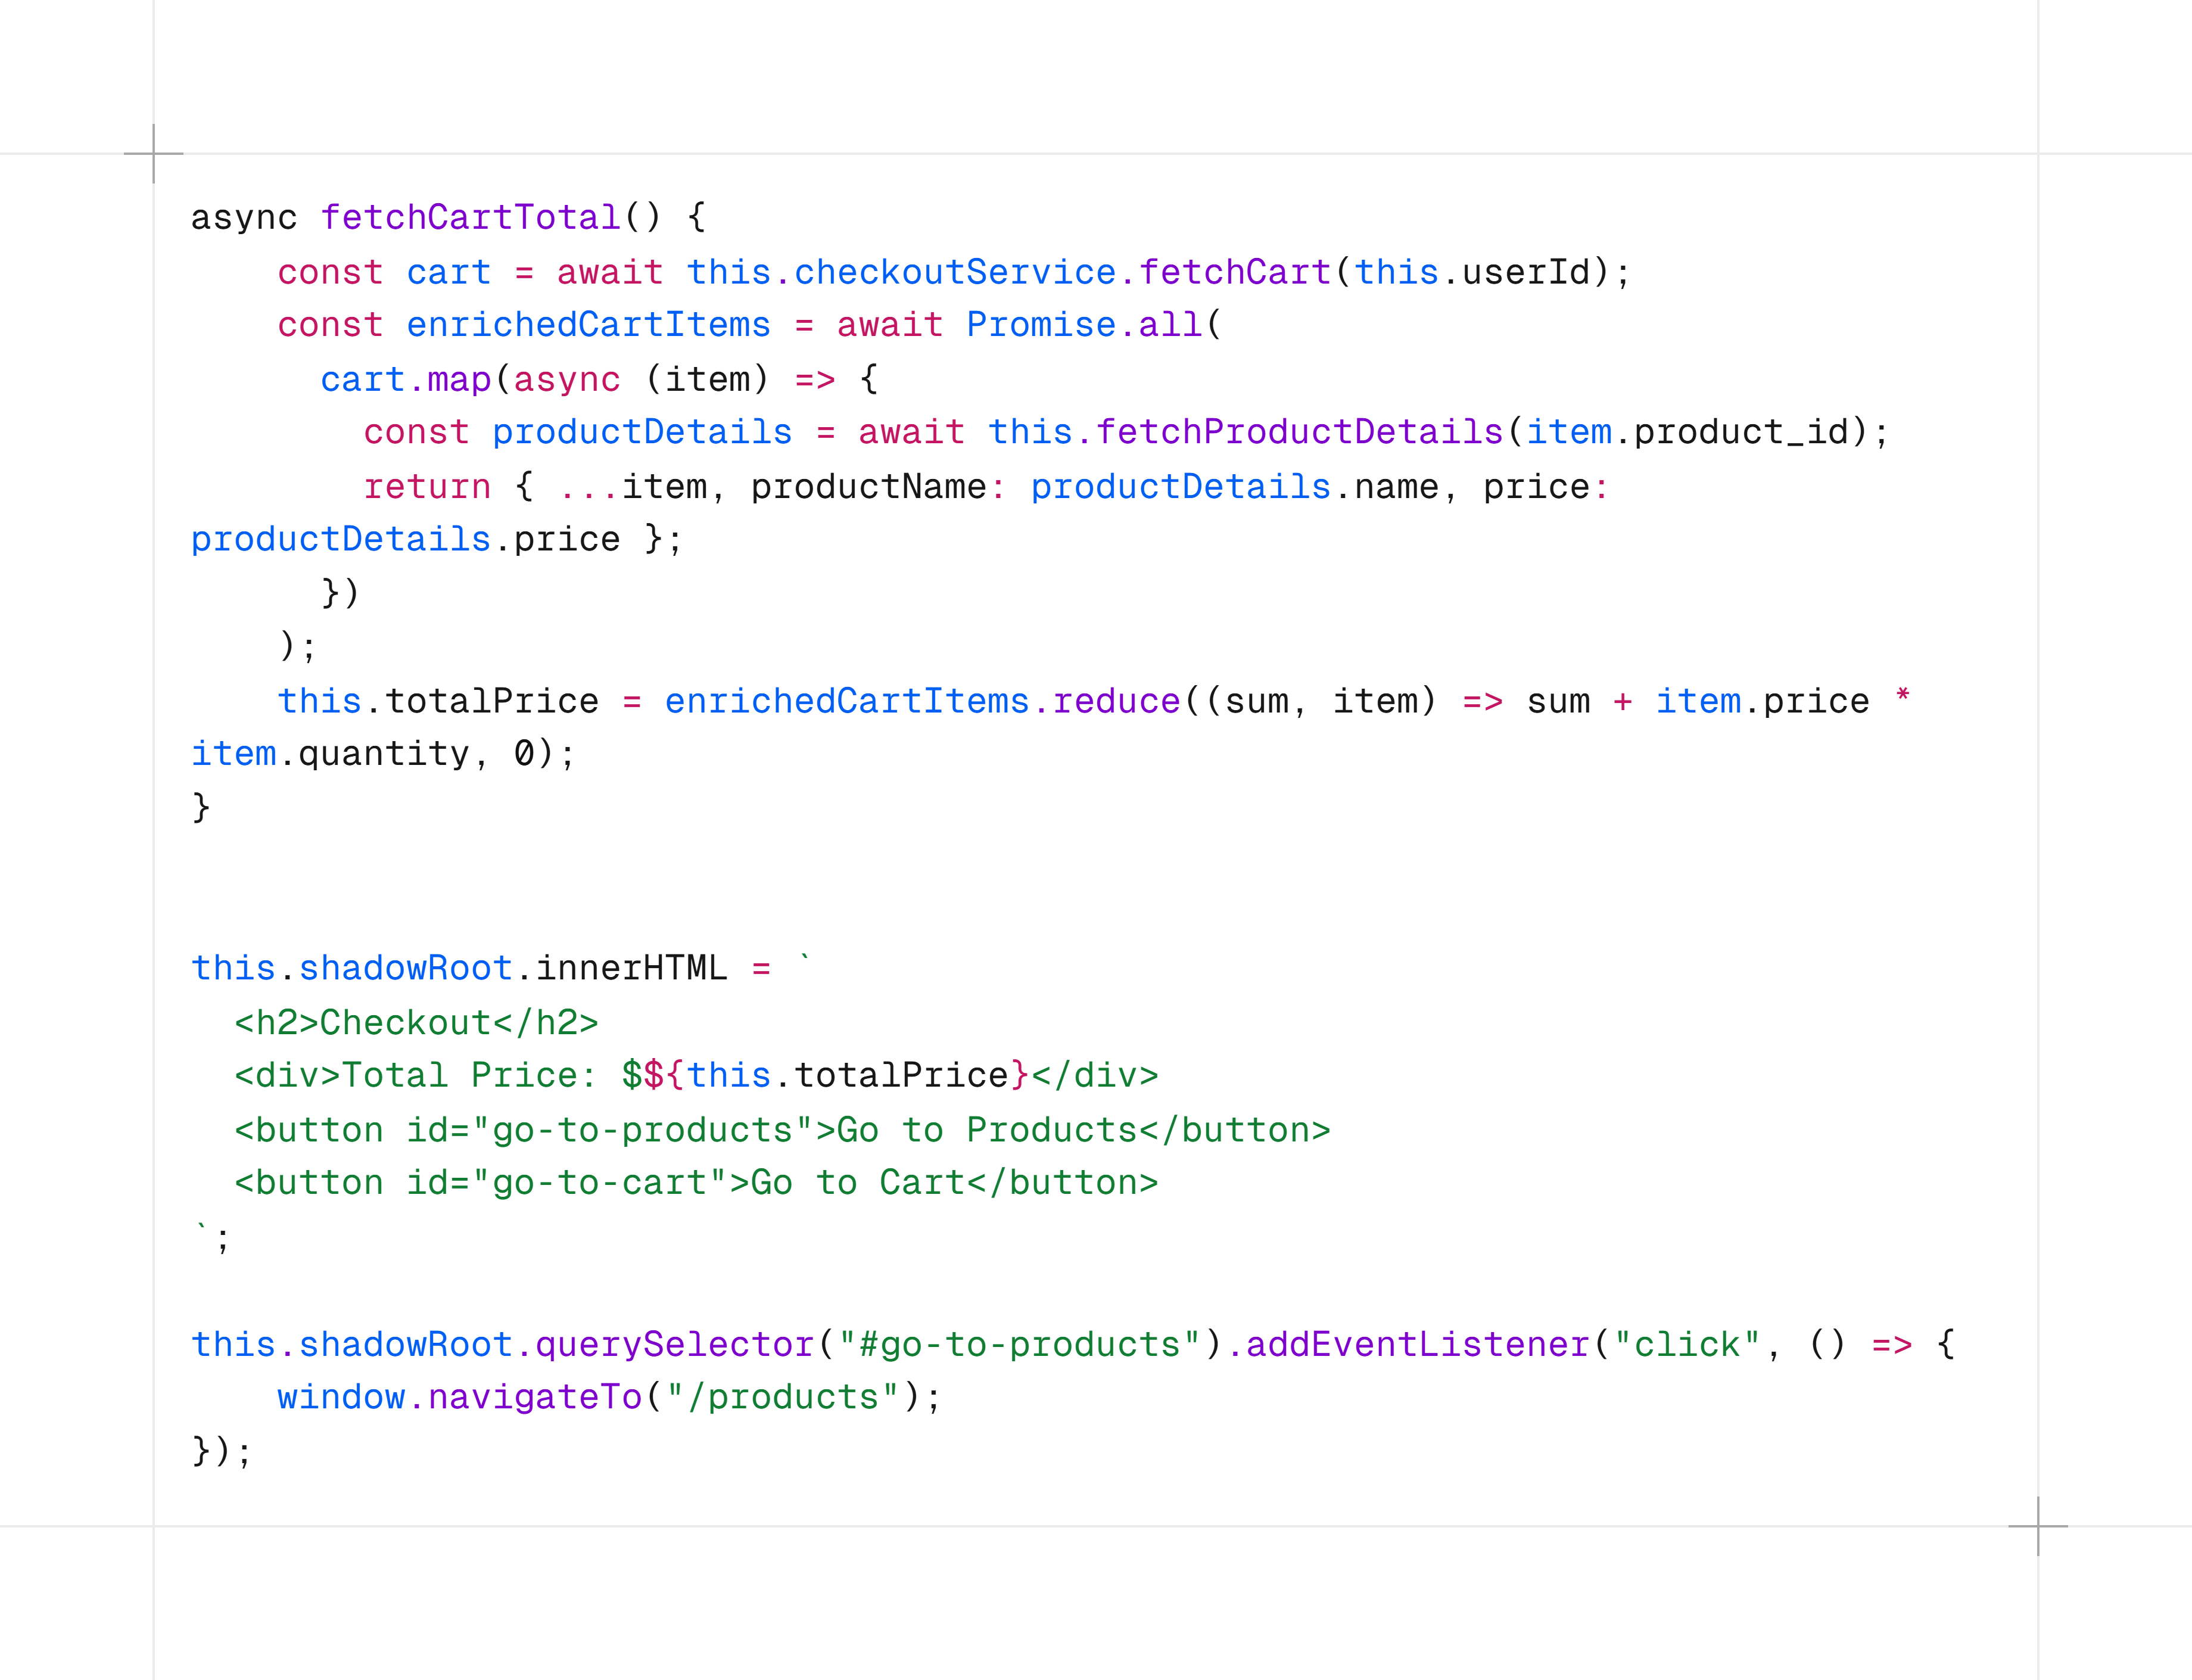 async fetchCartTotal() {
    const cart = await this.checkoutService.fetchCart(this.userId);
    const enrichedCartItems = await Promise.all(
      cart.map(async (item) => {
        const productDetails = await this.fetchProductDetails(item.product_id);
        return { ...item, productName: productDetails.name, price:
productDetails.price };
      })
    );
    this.totalPrice = enrichedCartItems.reduce((sum, item) => sum + item.price *
item.quantity, 0);
}

this.shadowRoot.innerHTML = `
  <h2>Checkout</h2>
  <div>Total Price: $${this.totalPrice}</div>
  <button id="go-to-products">Go to Products</button>
  <button id="go-to-cart">Go to Cart</button>
`;

this.shadowRoot.querySelector("#go-to-products").addEventListener("click", () => {
    window.navigateTo("/products");
});